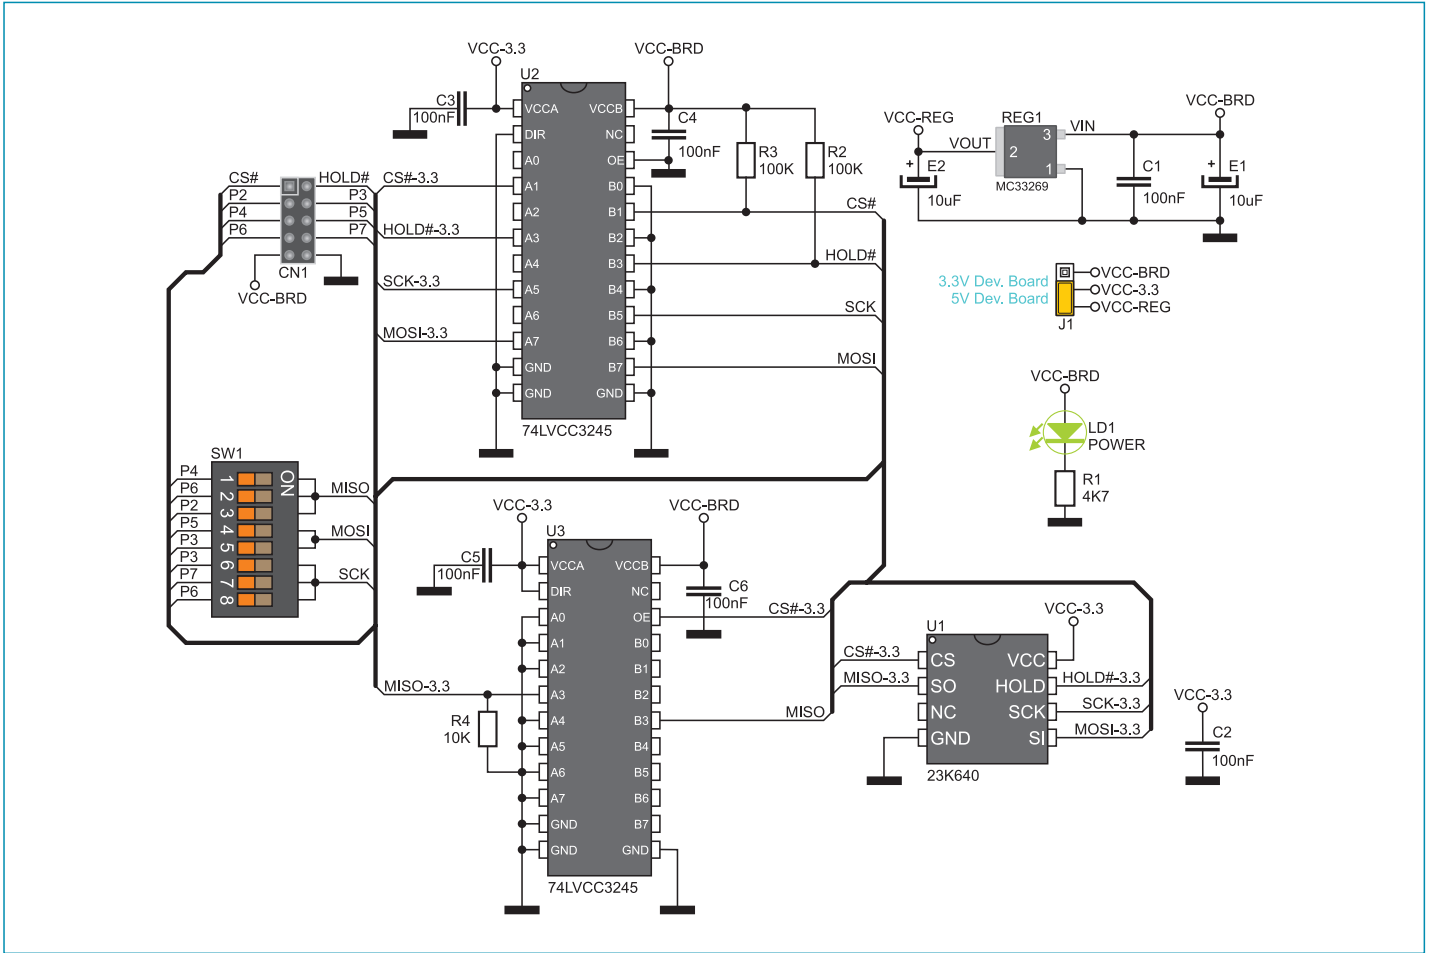 VCC-3.3
VCC-BRD
U2
C3
100nF
VCCA
DIR
A0
A1
A2
A3
A4
A5
A6
A7
GND
GND
VCCB
NC
OE
B0
B1
B2
B3
B4
B5
B6
B7
GND
74LVCC3245
C4
100nF
R3
100K
R2
100K
CS#
HOLD#
SCK
MOSI
CS#
P2
P4
P6
HOLD#
P3
P5
P7
CN1
VCC-BRD
CS#-3.3
HOLD#-3.3
SCK-3.3
MOSI-3.3
VCC-REG
VOUT
REG1
3
2
1
MC33269
VIN
VCC-BRD
+
E2
10uF
C1
100nF
+
E1
10uF
3.3V Dev. Board
5V Dev. Board
VCC-BRD
VCC-3.3
VCC-REG
J1
VCC-BRD
LD1
POWER
R1
4K7
SW1
P4
P6
P2
P5
P3
P3
P7
P6
1
2
3
4
5
6
7
8
ON
MISO
MOSI
SCK
VCC-3.3
VCC-BRD
U3
C5
100nF
VCCA
DIR
A0
A1
A2
A3
A4
A5
A6
A7
GND
GND
VCCB
NC
OE
B0
B1
B2
B3
B4
B5
B6
B7
GND
74LVCC3245
C6
100nF
CS#-3.3
MISO
MISO-3.3
R4
10K
U1
CS#-3.3
MISO-3.3
CS
SO
NC
GND
VCC
HOLD
SCK
SI
23K640
VCC-3.3
HOLD#-3.3
SCK-3.3
MOSI-3.3
VCC-3.3
C2
100nF